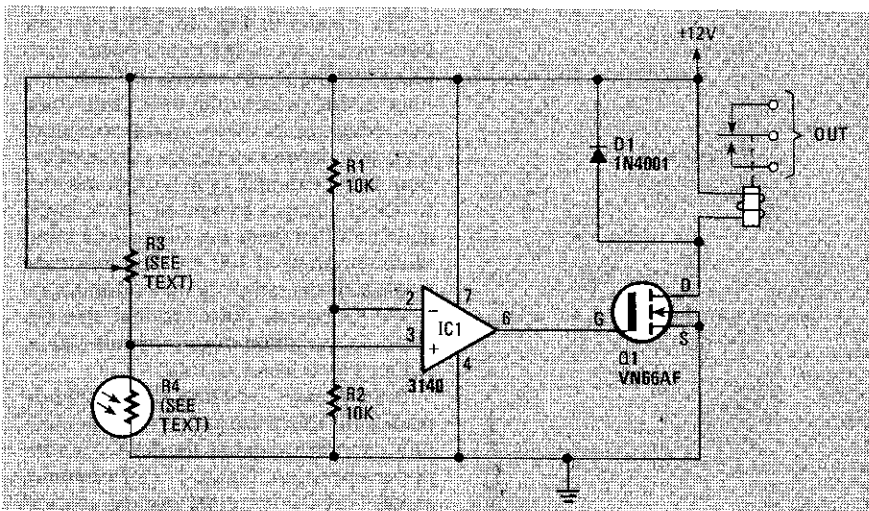 +12V
OUT
D1
1N4001
R1
10K
R3
(SEE
TEXT)
2
3
7
6
4
-
+
IC1
3140
G
D
S
Q1
VN66AF
R4
(SEE
TEXT)
R2
10K